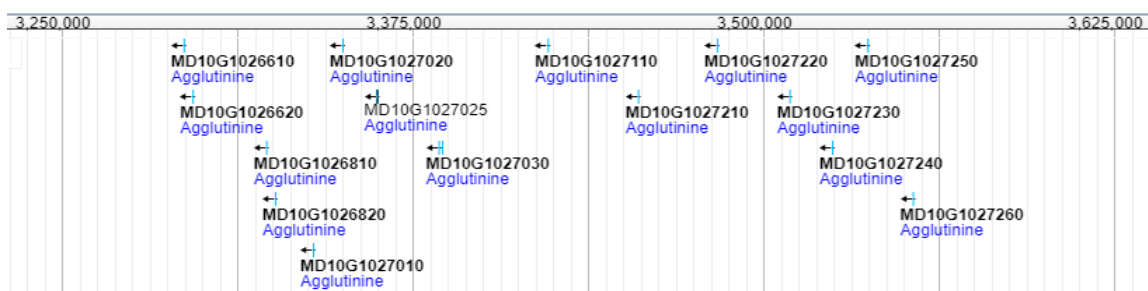 3,250,000 3,375,000 3,500,000 3,625,000
MD10G1026610 MD10G1027020 MD10G1027110 MD10G1027220 MD10G1027250
Agglutinine Agglutinine Agglutinine Agglutinine Agglutinine
MD10G1026620 MD10G1027025 MD10G1027210 MD10G1027230
Agglutinine Agglutinine Agglutinine Agglutinine
MD10G1026810 MD10G1027030 MD10G1027240
Agglutinine Agglutinine Agglutinine
MD10G1026820 MD10G1027260
Agglutinine Agglutinine
MD10G1027010
Agglutinine